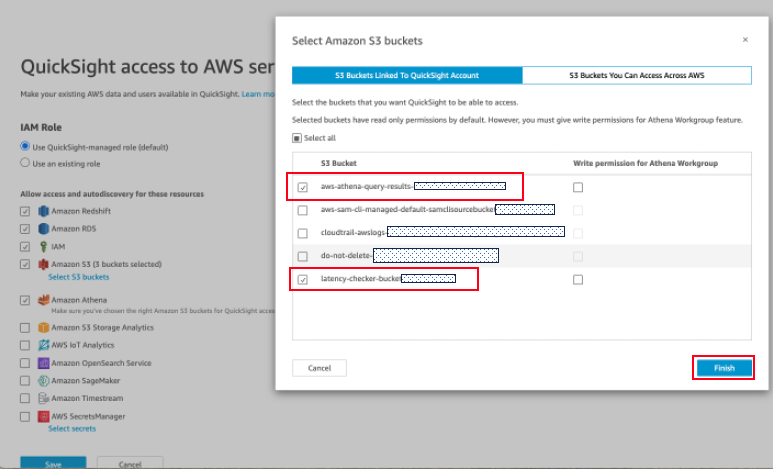 QuickSight access to AWS ser
Make your existing AWS data and users available in QuickSight. Learn mo
IAM Role
Use QuickSight-managed role (default)
Use an existing role
Allow access and autodiscovery for these resources
Amazon Redshift
Amazon RDS
IAM
Amazon S3 (3 buckets selected)
Select S3 buckets
Amazon Athena
Make sure you've chosen the right Amazon S3 buckets for QuickSight acce
Amazon S3 Storage Analytics
AWS IoT Analytics
Amazon OpenSearch Service
Amazon SageMaker
Amazon Timestream
AWS SecretsManager
Select secrets
Save
Cancel
Select Amazon S3 buckets
×
S3 Buckets Linked To QuickSight Account
S3 Buckets You Can Access Across AWS
Select the buckets that you want QuickSight to be able to access.
Selected buckets have read only permissions by default. However, you must give write permissions for Athena Workgroup feature.
Select all
S3 Bucket
Write permission for Athena Workgroup
aws-athena-query-results-
aws-sam-cli-managed-default-samclisourcebucket
cloudtrail-awslogs-
do-not-delete-
latency-checker-bucket
Cancel
Finish